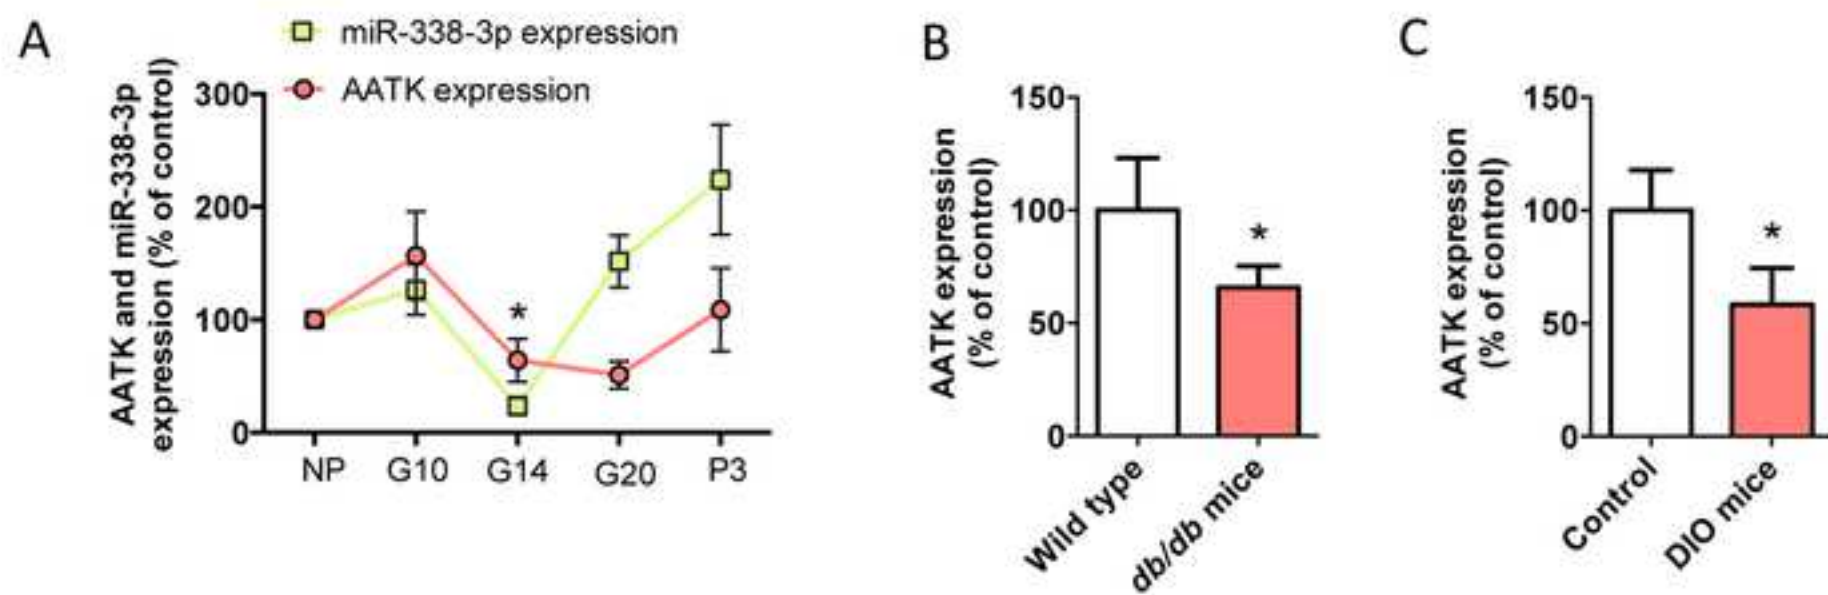 A
miR-338-3p expression
AATK expression
AATK and miR-338-3p
expression (% of control)
300
200
100
0
*
NP G10 G14 G20 P3
B
AATK expression
(% of control)
150
100
50
0
*
Wild type
db/db mice
C
AATK expression
(% of control)
150
100
50
0
*
Control
DIO mice